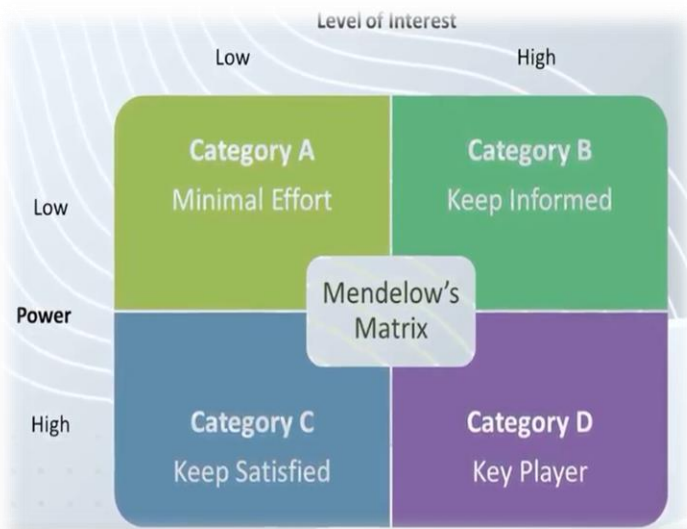 Level of Interest
Low
High
Category A
Minimal Effort
Category B
Keep Informed
Low
Mendelow's
Matrix
Power
High
Category C
Keep Satisfied
Category D
Key Player